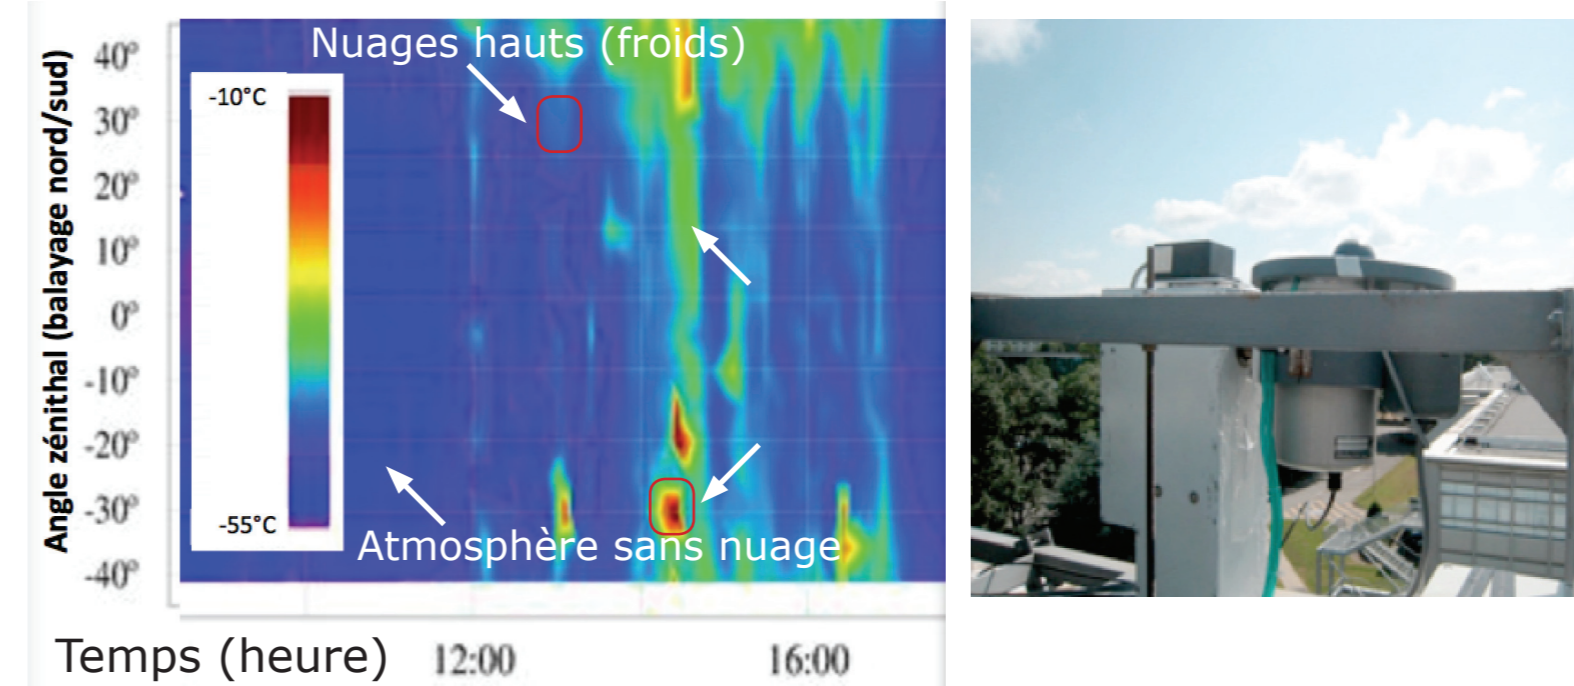 Angle zénithal (balayage nord/sud)
40°
30°
20°
10°
0°
-10°
-20°
-30°
-40°
Nuages hauts (froids)
-10°C
-55°C
Atmosphère sans nuage
Temps (heure)
12:00
16:00